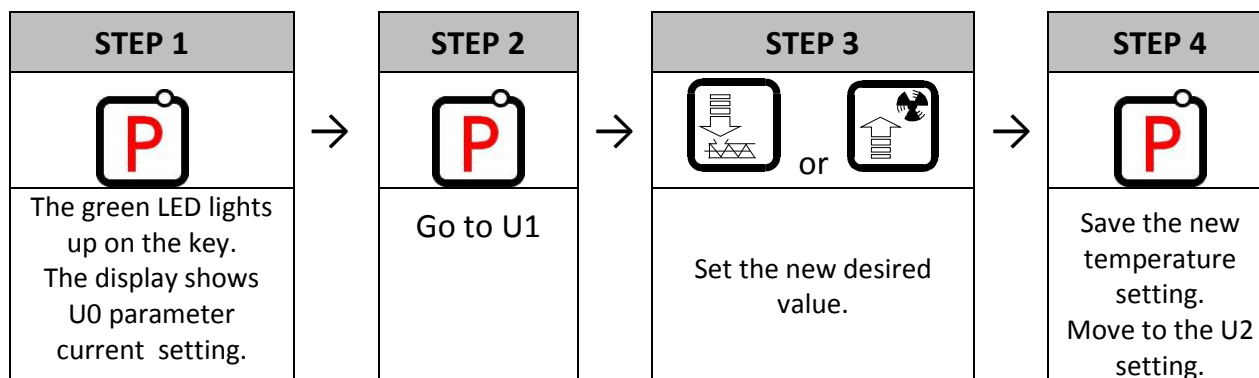 STEP 1
P
The green LED lights
up on the key.
The display shows
U0 parameter
current setting.
STEP 2
P
Go to U1
STEP 3
or
Set the new desired
value.
STEP 4
P
Save the new
temperature
setting.
Move to the U2
setting.